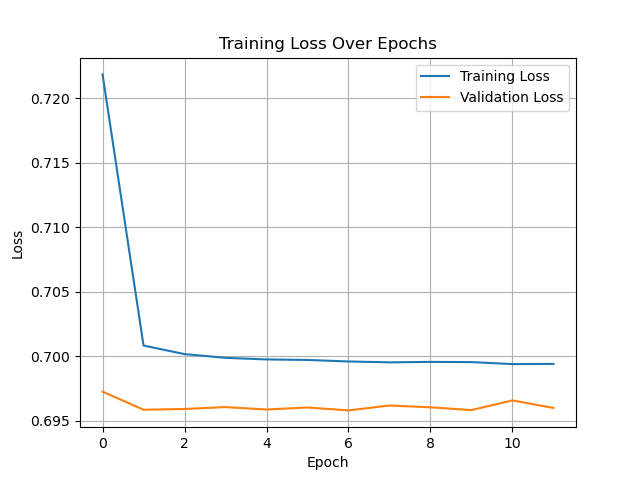 Training Loss Over Epochs
Training Loss
Validation Loss
0.720
0.715
0.710
0.705
0.700
0.695
Loss
0 2 4 6 8 10
Epoch